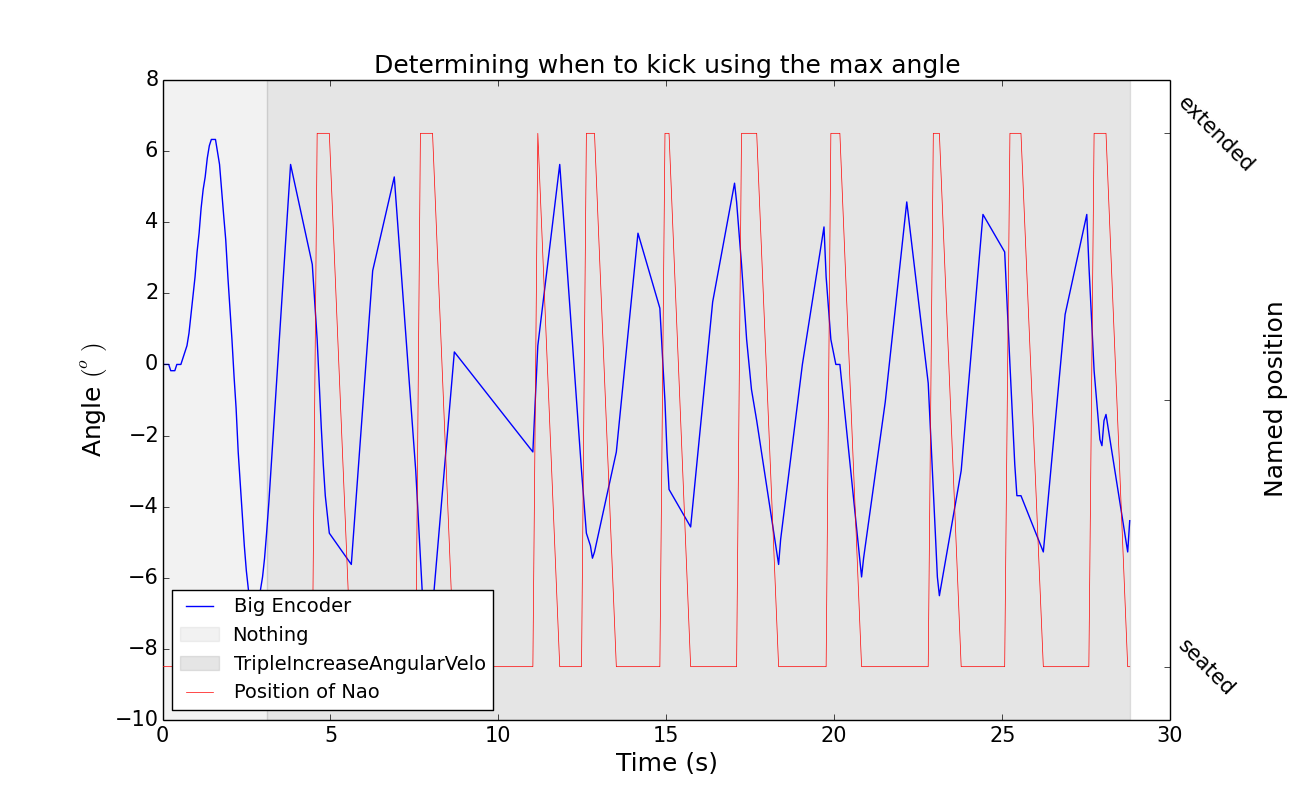 Determining when to kick using the max angle
8
6
4
2
0
−2
−4
−6
−8
−10
Angle (°)
0
5
10
15
20
25
30
Time (s)
extended
seated
Named position
Big Encoder
Nothing
TripleIncreaseAngularVelo
Position of Nao